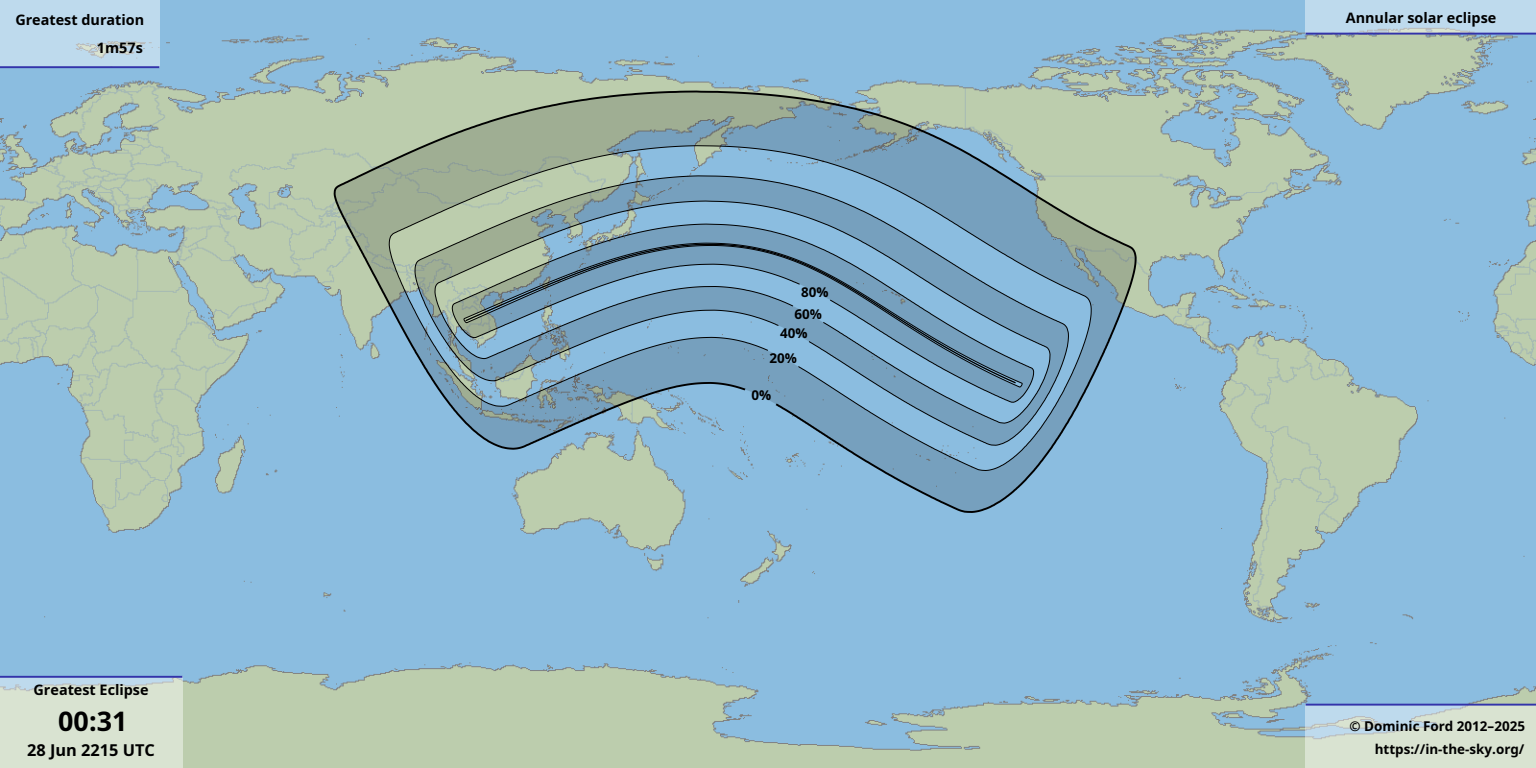 Greatest duration
1m57s
Annular solar eclipse
80%
60%
40%
20%
0%
Greatest Eclipse
00:31
28 Jun 2215 UTC
© Dominic Ford 2012–2025
https://in-the-sky.org/